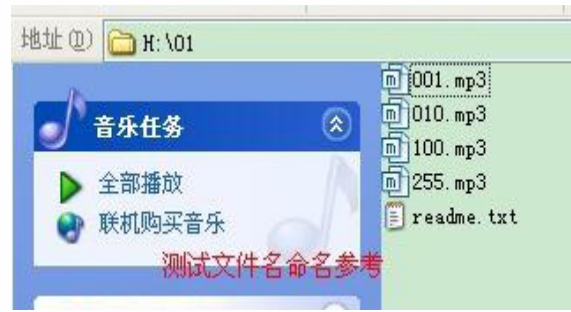 地址(D) H:\01
音乐任务
全部播放
联机购买音乐
测试文件名命名参考
001.mp3
010.mp3
100.mp3
255.mp3
readme.txt